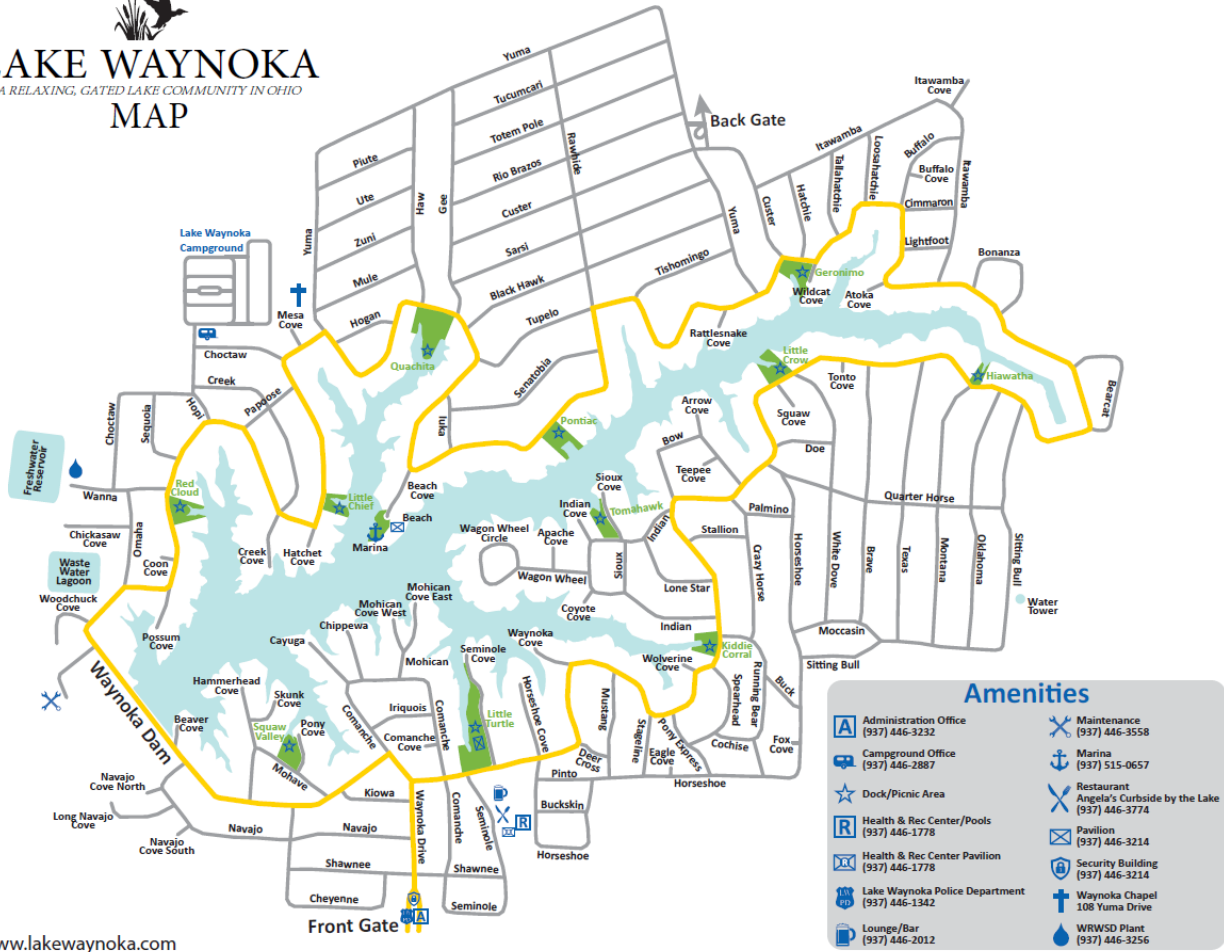 LAKE WAYNOKA
A RELAXING, GATED LAKE COMMUNITY IN OHIO
MAP
Yuma
Tucumcari
Totem Pole
Rio Brazos
Custer
Sarsi
Black Hawk
Tupelo
Rawhide
Tishomingo
Piute
Ute
Zuni
Mule
Hogan
Yuma
Haw
Gee
Back Gate
Yuma
Custer
Hatchie
Tallahatchie
Loosahatchie
Itawamba
Itawamba
Cove
Buffalo
Buffalo
Cove
Itawamba
Cimmaron
Lightfoot
Bonanza
Geronimo
Wildcat
Cove
Atoka
Cove
Rattlesnake
Cove
Little
Crow
Hiawatha
Bearcat
Tonto
Cove
Squaw
Cove
Doe
Lake Waynoka
Campground
Mesa
Cove
Choctaw
Creek
Hopi
Papoose
Choctaw
Sequoia
Quachita
Senatobia
Iuka
Pontiac
Arrow
Cove
Bow
Teepee
Cove
Freshwater
Reservoir
Wanna
Red
Cloud
Little
Chief
Beach
Cove
Beach
Marina
Sioux
Cove
Indian
Cove
Tomahawk
Indian
Palmino
Quarter Horse
Stallion
Chickasaw
Cove
Omaha
Coon
Cove
Creek
Cove
Hatchet
Cove
Wagon Wheel
Circle
Apache
Cove
Wagon Wheel
Sioux
Lone Star
Crazy Horse
Horseshoe
White Dove
Brave
Texas
Montana
Oklahoma
Sitting Bull
Water
Tower
Waste
Water
Lagoon
Woodchuck
Cove
Possum
Cove
Mohican
Cove East
Mohican
Cove West
Chippewa
Cayuga
Mohican
Coyote
Cove
Indian
Waynoka
Cove
Seminole
Cove
Wolverine
Cove
Kiddie
Corral
Moccasin
Sitting Bull
Waynoka Dam
Hammerhead
Cove
Skunk
Cove
Beaver
Cove
Squaw
Valley
Pony
Cove
Comanche
Iriquois
Comanche
Cove
Comanche
Little
Turtle
Horseshoe Cove
Mustang
Stageline
Pony Express
Eagle
Cove
Deer
Cross
Spearhead
Running Bear
Buck
Cochise
Fox
Cove
Horseshoe
Pinto
Buckskin
Horseshoe
Navajo
Cove North
Long Navajo
Cove
Navajo
Cove South
Mohave
Kiowa
Navajo
Navajo
Shawnee
Cheyenne
Waynoka Drive
Comanche
Seminole
Shawnee
Seminole
R
Front Gate
A
www.lakewaynoka.com
Amenities
A
Administration Office
(937) 446-3232
Campground Office
(937) 446-2887
Dock/Picnic Area
R
Health & Rec Center/Pools
(937) 446-1778
Health & Rec Center Pavilion
(937) 446-1778
PD
Lake Waynoka Police Department
(937) 446-1342
Lounge/Bar
(937) 446-2012
Maintenance
(937) 446-3558
Marina
(937) 515-0657
Restaurant
Angela's Curbside by the Lake
(937) 446-3774
Pavilion
(937) 446-3214
Security Building
(937) 446-3214
Waynoka Chapel
108 Yuma Drive
WRWSD Plant
(937) 446-3256